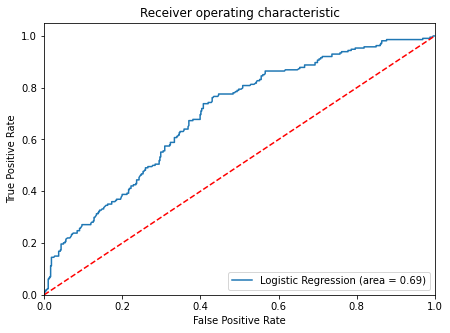 Receiver operating characteristic
True Positive Rate
1.0
0.8
0.6
0.4
0.2
0.0
0.0 0.2 0.4 0.6 0.8 1.0
False Positive Rate
Logistic Regression (area = 0.69)